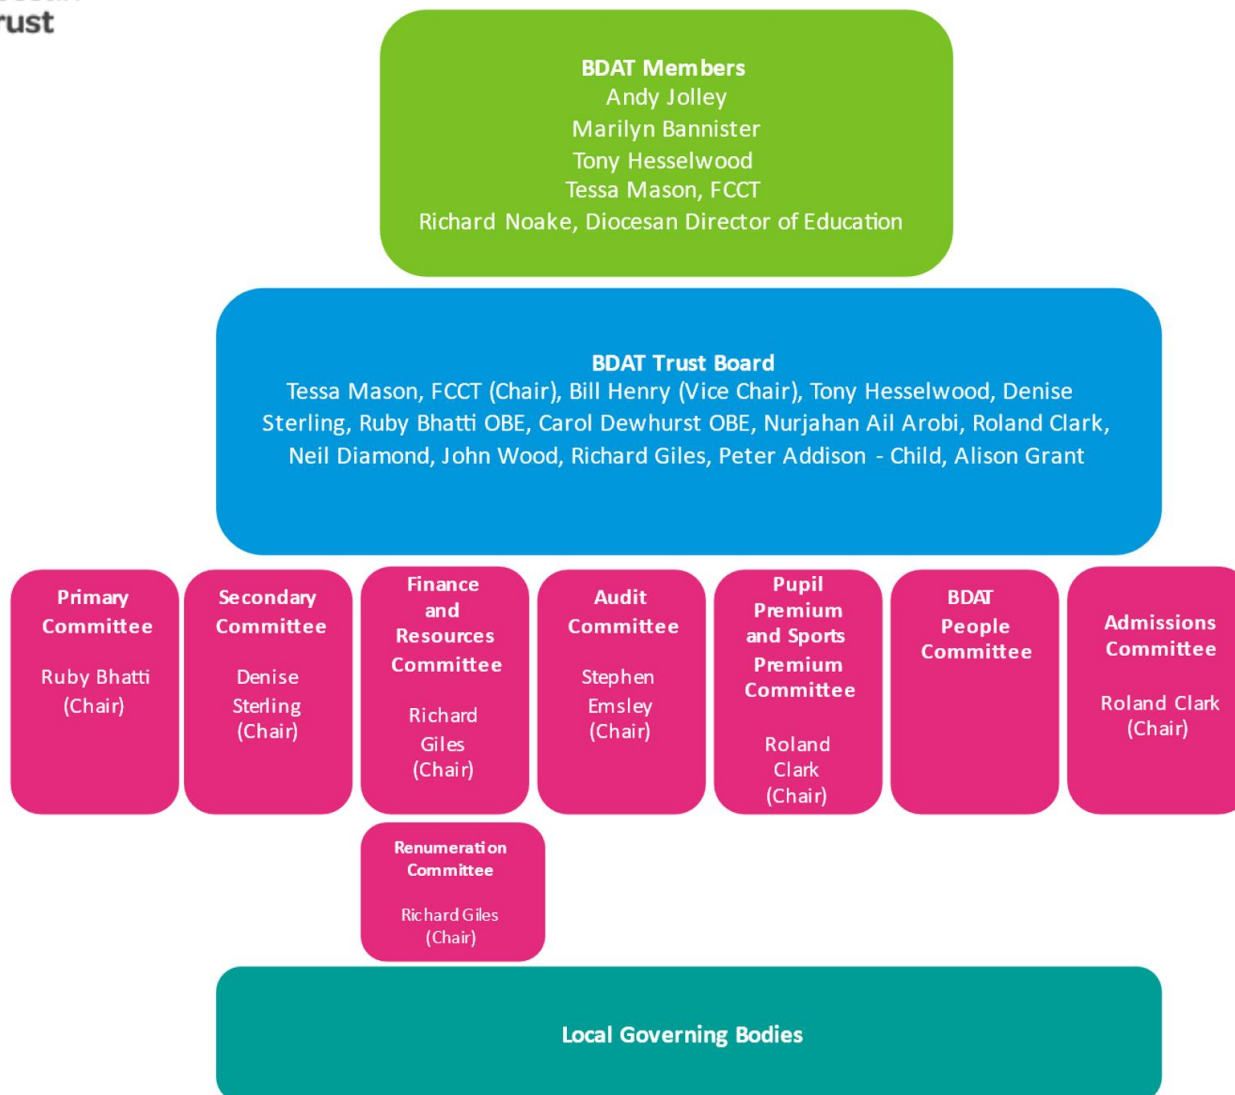 rust
BDAT Members
Andy Jolley
Marilyn Bannister
Tony Hesselwood
Tessa Mason, FCCT
Richard Noake, Diocesan Director of Education
BDAT Trust Board
Tessa Mason, FCCT (Chair), Bill Henry (Vice Chair), Tony Hesselwood, Denise
Sterling, Ruby Bhatti OBE, Carol Dewhurst OBE, Nurjahan Ail Arobi, Roland Clark,
Neil Diamond, John Wood, Richard Giles, Peter Addison - Child, Alison Grant
Primary
Committee
Ruby Bhatti
(Chair)
Secondary
Committee
Denise
Sterling
(Chair)
Finance
and
Resources
Committee
Richard
Giles
(Chair)
Audit
Committee
Stephen
Emsley
(Chair)
Pupil
Premium
and Sports
Premium
Committee
Roland
Clark
(Chair)
BDAT
People
Committee
Admissions
Committee
Roland Clark
(Chair)
Renumeration
Committee
Richard Giles
(Chair)
Local Governing Bodies